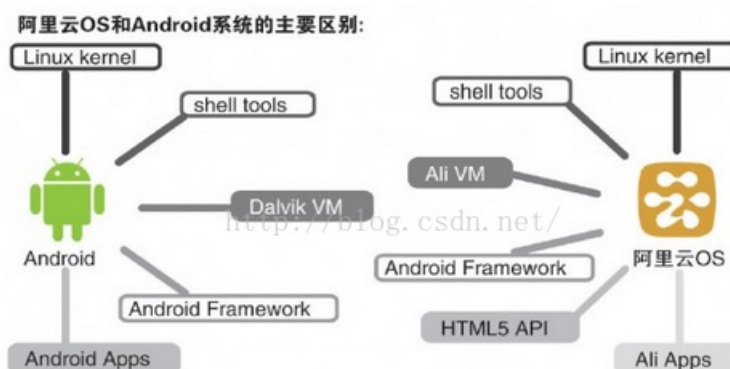 阿里云OS和Android系统的主要区别:
Linux kernel
shell tools
Dalvik VM
Android
Android Framework
Android Apps
Linux kernel
shell tools
Ali VM
Android Framework
阿里云OS
HTML5 API
Ali Apps
http://blog.csdn.net/